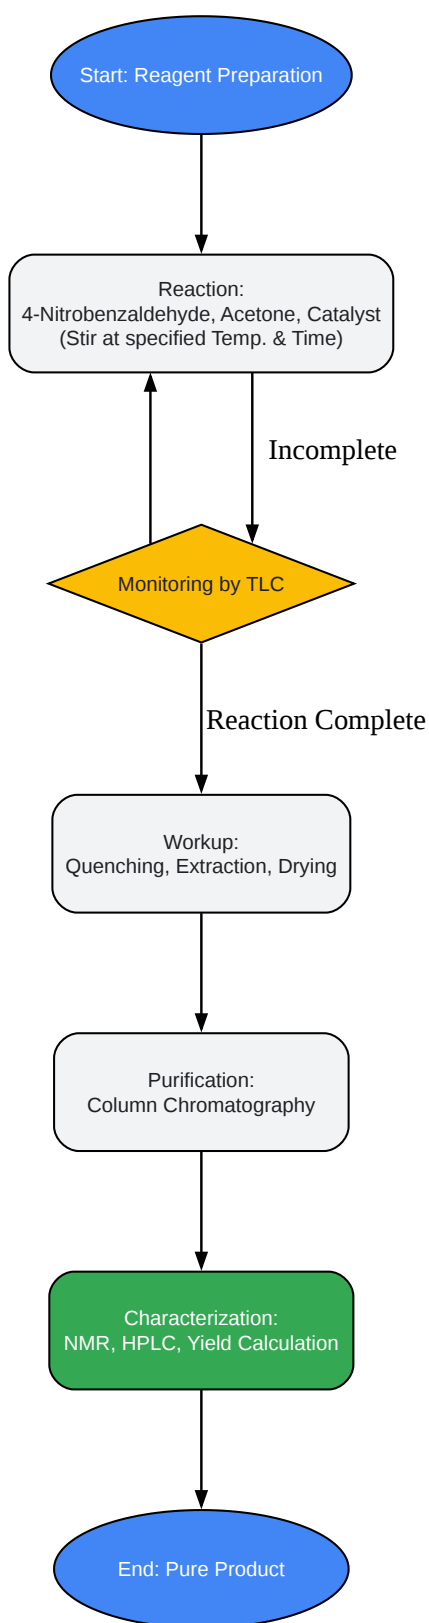 Start: Reagent Preparation
Reaction:
4-Nitrobenzaldehyde, Acetone, Catalyst
(Stir at specified Temp. & Time)
Incomplete
Monitoring by TLC
Reaction Complete
Workup:
Quenching, Extraction, Drying
Purification:
Column Chromatography
Characterization:
NMR, HPLC, Yield Calculation
End: Pure Product